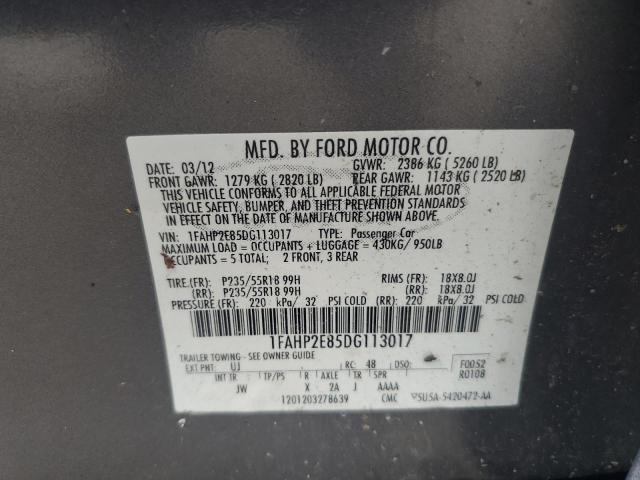 MFD. BY FORD MOTOR CO.
DATE: 03/12 GVWR: 2386 KG ( 5260 LB)
FRONT GAWR: 1279 KG ( 2820 LB) REAR GAWR: 1143 KG ( 2520 LB)
THIS VEHICLE CONFORMS TO ALL APPLICABLE FEDERAL MOTOR
VEHICLE SAFETY, BUMPER, AND THEFT PREVENTION STANDARDS
IN EFFECT ON THE DATE OF MANUFACTURE SHOWN ABOVE.
VIN: 1FAHP2E85DG113017 TYPE: Passenger Car
MAXIMUM LOAD = OCCUPANTS + LUGGAGE = 430KG/ 950LB
OCCUPANTS = 5 TOTAL; 2 FRONT, 3 REAR
TIRE:(FR): P235/55R18 99H RIMS (FR): 18X8.0J
(RR): P235/55R18 99H (RR): 18X8.0J
PRESSURE (FR): 220 kPa/ 32 PSI COLD (RR): 220 kPa/ 32 PSI COLD
1FAHP2E85DG113017
TRAILER TOWING - SEE OWNER GUIDE
EXT PNT: UJ RC: 48 DSO: F0052
R0108
INT TR TP/PS R AXLE TR SPR
JW X 2A J AAAA
1201203278639 CMC 5U5A-5420472-AA